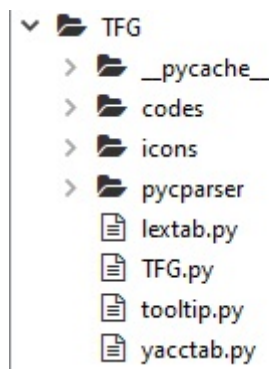 TFG
__pycache__
codes
icons
pycparser
lextab.py
TFG.py
tooltip.py
yacctab.py